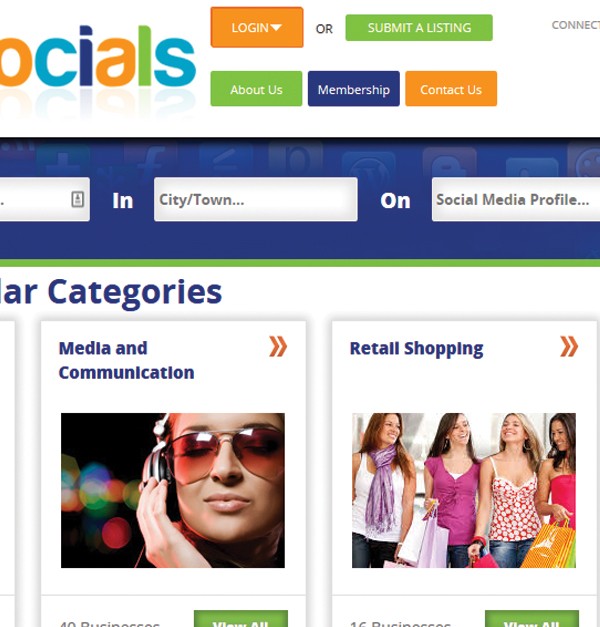 ocials
LOGIN OR SUBMIT A LISTING CONNECT
About Us Membership Contact Us
. In City/Town... On Social Media Profile...
lar Categories
Media and
Communication
Retail Shopping
40 Businesses View All
16 Businesses View All